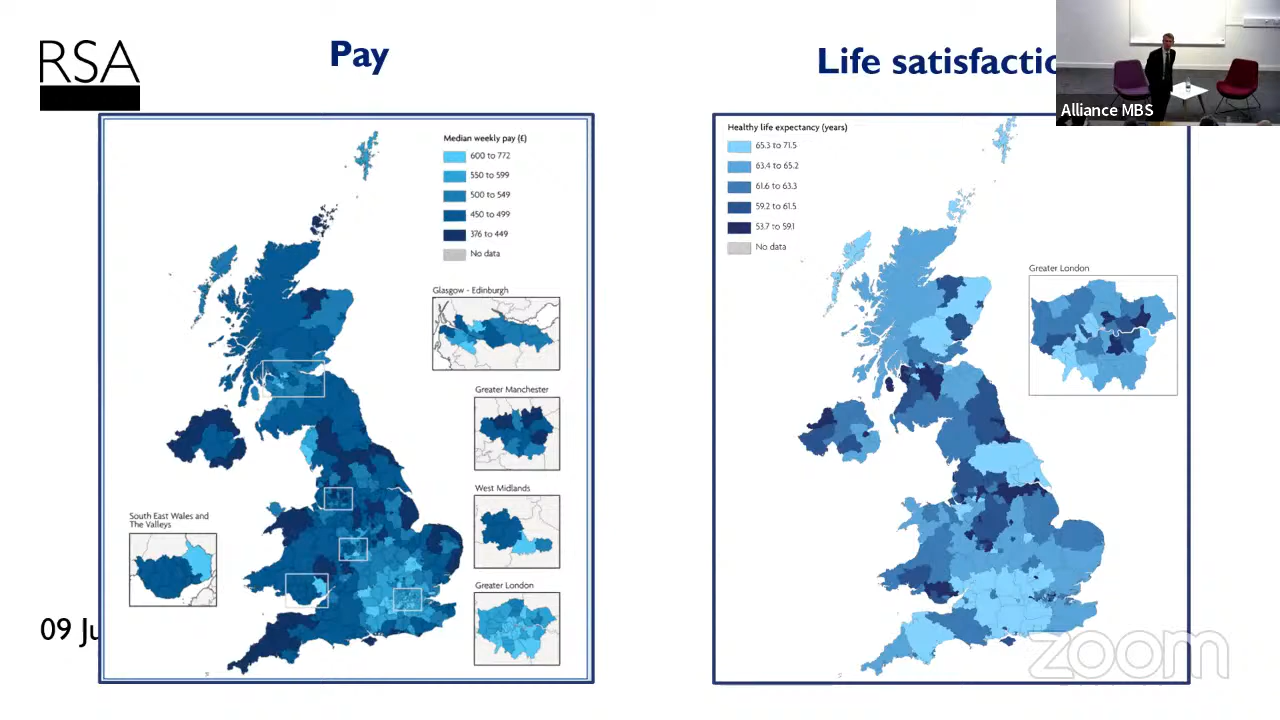 RSA
Pay
Life satisfactio
Alliance MBS
Median weekly pay (£)
600 to 772
550 to 599
500 to 549
450 to 499
376 to 449
No data
Glasgow - Edinburgh
Greater Manchester
West Midlands
South East Wales and
The Valleys
Greater London
Healthy life expectancy (years)
65.3 to 71.5
63.4 to 65.2
61.6 to 63.3
59.2 to 61.5
53.7 to 59.1
No data
Greater London
09 Ju
zoom